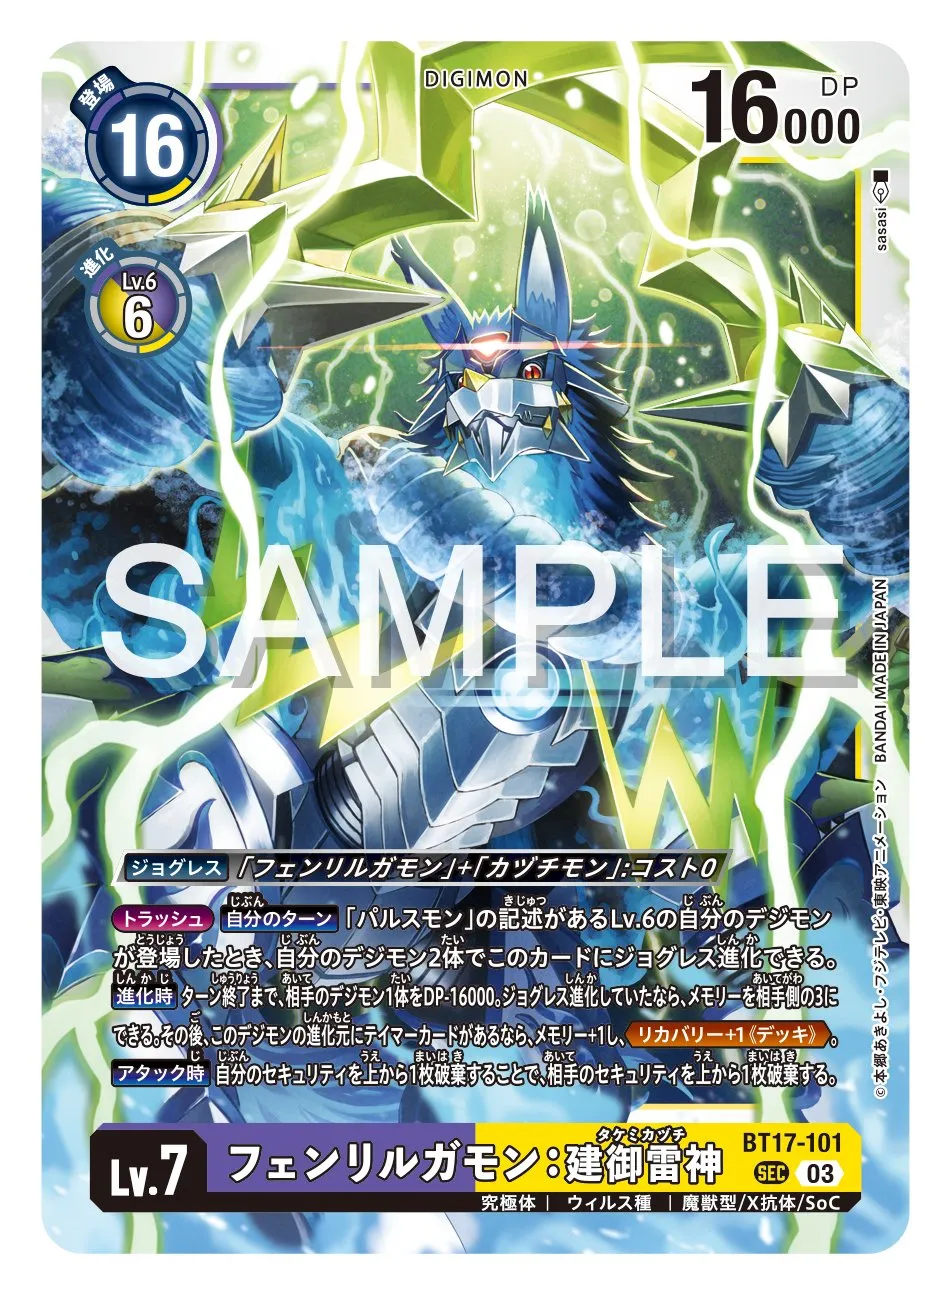 DIGIMON
登場
16
16000
DP
進化
Lv.6
6
sasasi
SAMPLE
©本郷あきよし・フジテレビ・東映アニメーション BANDAI MADE IN JAPAN
ジョグレス 「フェンリルガモン」+「カヅチモン」:コスト0
トラッシュ 自分のターン 「パルスモン」の記述があるLv.6の自分のデジモン
が登場したとき、自分のデジモン2体でこのカードにジョグレス進化できる。
進化時 ターン終了まで、相手のデジモン1体をDP-16000。ジョグレス進化していたなら、メモリーを相手側の3に
できる。その後、このデジモンの進化元にテイマーカードがあるなら、メモリー+1し、リカバリー+1《デッキ》。
アタック時 自分のセキュリティを上から1枚破棄することで、相手のセキュリティを上から1枚破棄する。
Lv.7
フェンリルガモン:建御雷神
タケミカヅチ
BT17-101
SEC 03
究極体 | ウィルス種 | 魔獣型/X抗体/SoC